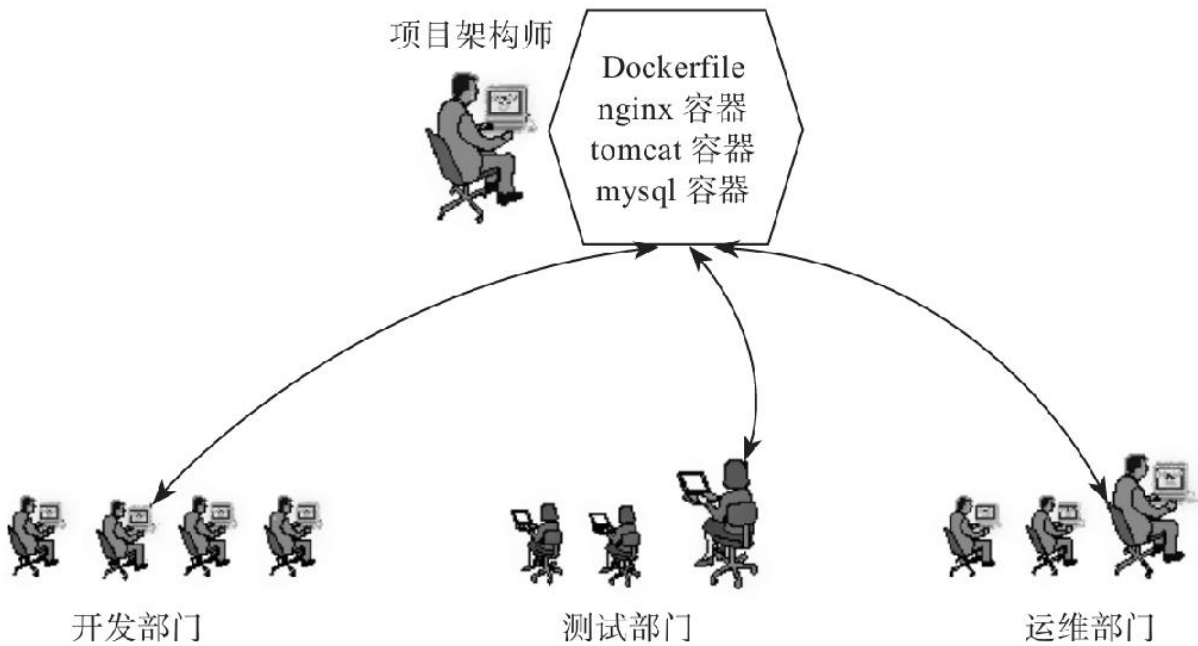 项目架构师
Dockerfile
nginx 容器
tomcat 容器
mysql 容器
开发部门
测试部门
运维部门